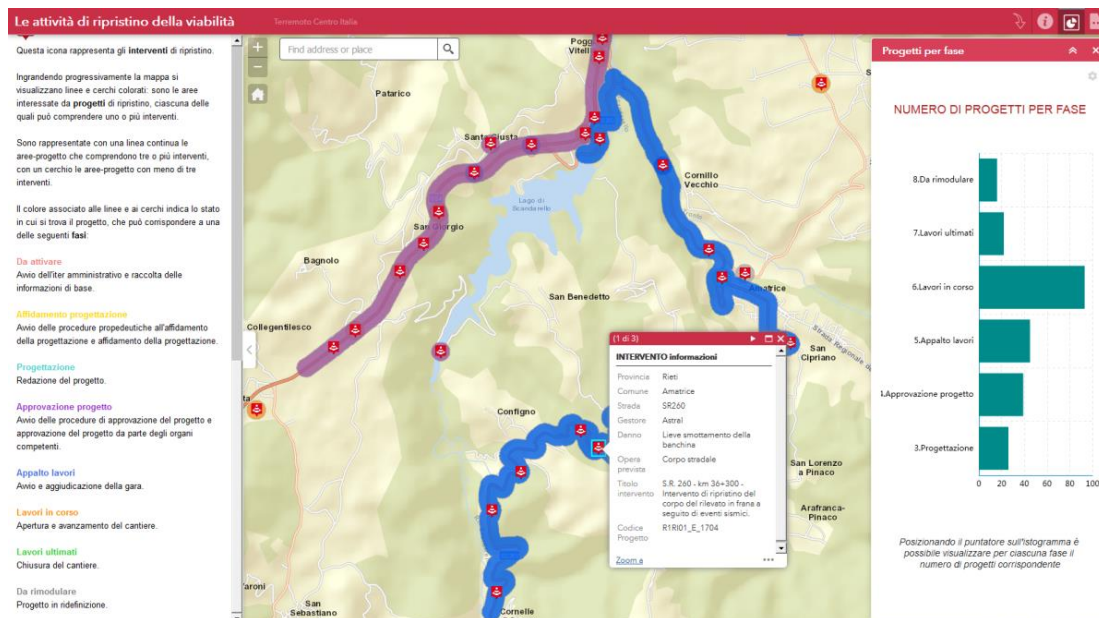 Le attività di ripristino della viabilità
Terremoto Centro Italia
Questa icona rappresenta gli interventi di ripristino.
Ingrandendo progressivamente la mappa si
visualizzano linee e cerchi colorati: sono le aree
interessate da progetti di ripristino, ciascuna delle
quali può comprendere uno o più interventi.
Sono rappresentate con una linea continua le
aree-progetto che comprendono tre o più interventi,
con un cerchio le aree-progetto con meno di tre
interventi.
Il colore associato alle linee e ai cerchi indica lo stato
in cui si trova il progetto, che può corrispondere a una
delle seguenti fasi:
Da attivare
Avvio dell'iter amministrativo e raccolta delle
informazioni di base.
Affidamento progettazione
Avvio delle procedure propedeutiche all'affidamento
della progettazione e affidamento della progettazione.
Progettazione
Redazione del progetto.
Approvazione progetto
Avvio delle procedure di approvazione del progetto e
approvazione del progetto da parte degli organi
competenti.
Appalto lavori
Avvio e aggiudicazione della gara.
Lavori in corso
Apertura e avanzamento del cantiere.
Lavori ultimati
Chiusura del cantiere.
Da rimodulare
Progetto in ridefinizione.
+
−
Find address or place
Pogg
Vitell
Patarico
Santa Giusta
Cornillo
Vecchio
Lago di
Scandarello
San Giorgio
Bagnolo
San Benedetto
Amatrice
Collegentilesco
San
Cipriano
Strada Regionale
Configno
San Lorenzo
a Pinaco
Arafranca-
Pinaco
San
Sebastiano
Cornelle
(1 di 3)
INTERVENTO informazioni
Provincia Rieti
Comune Amatrice
Strade SR260
Gestore Astral
Danno Lieve smottamento della
benchina
Opera Corpo stradale
prevista
Titolo S.R. 260 - km 36+300 -
intervento Intervento di ripristino del
corpo del rilevato in frana a
seguito di eventi sismici.
Codice R1RI01_E_1704
Progetto
Zoom a
Progetti per fase
NUMERO DI PROGETTI PER FASE
8.Da rimodulare
7.Lavori ultimati
6.Lavori in corso
5.Appalto lavori
.Approvazione progetto
3.Progettazione
0 20 40 60 80 100
Posizionando il puntatore sull'istogramma è
possibile visualizzare per ciascuna fase il
numero di progetti corrispondente